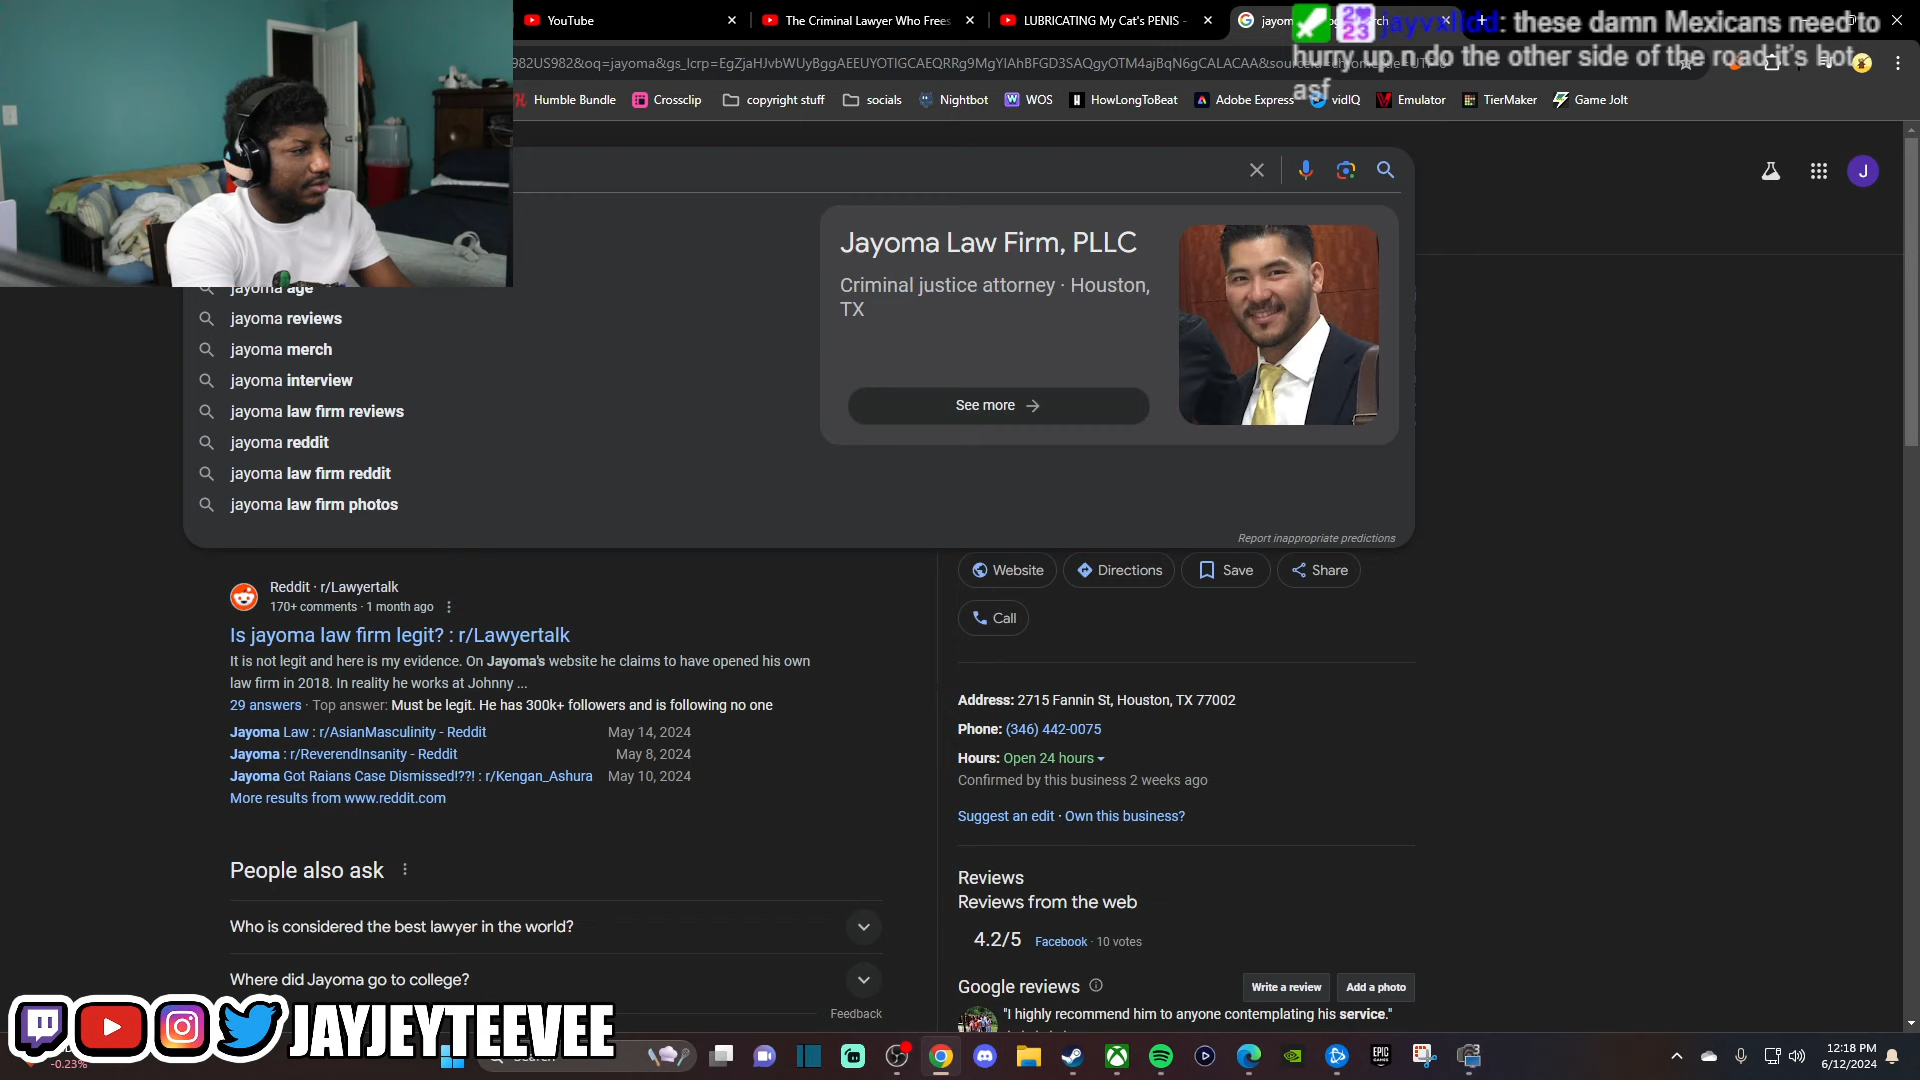 YouTube
The Criminal Lawyer Who Frees
LUBRICATING My Cat's PENIS -
jayvxlidd: these damn Mexicans need to
hurry up n do the other side of the road it's hot
asf
Humble Bundle
Crossclip
copyright stuff
socials
Nightbot
WOS
HowLongToBeat
Adobe Express
vidIQ
Emulator
TierMaker
Game Jolt
J
jayoma age
jayoma reviews
jayoma merch
jayoma interview
jayoma law firm reviews
jayoma reddit
jayoma law firm reddit
jayoma law firm photos
Jayoma Law Firm, PLLC
Criminal justice attorney · Houston,
TX
See more
Report inappropriate predictions
Reddit · r/Lawyertalk
170+ comments · 1 month ago
Is jayoma law firm legit? : r/Lawyertalk
It is not legit and here is my evidence. On Jayoma's website he claims to have opened his own
law firm in 2018. In reality he works at Johnny ...
29 answers · Top answer: Must be legit. He has 300k+ followers and is following no one
Jayoma Law : r/AsianMasculinity - Reddit May 14, 2024
Jayoma : r/ReverendInsanity - Reddit May 8, 2024
Jayoma Got Raians Case Dismissed!??! : r/Kengan_Ashura May 10, 2024
More results from www.reddit.com
People also ask
Who is considered the best lawyer in the world?
Where did Jayoma go to college?
Feedback
Website
Directions
Save
Share
Call
Address: 2715 Fannin St, Houston, TX 77002
Phone: (346) 442-0075
Hours: Open 24 hours
Confirmed by this business 2 weeks ago
Suggest an edit · Own this business?
Reviews
Reviews from the web
4.2/5 Facebook · 10 votes
Google reviews
Write a review
Add a photo
"I highly recommend him to anyone contemplating his service."
JAYJEYTEEVEE
-0.23%
12:18 PM
6/12/2024